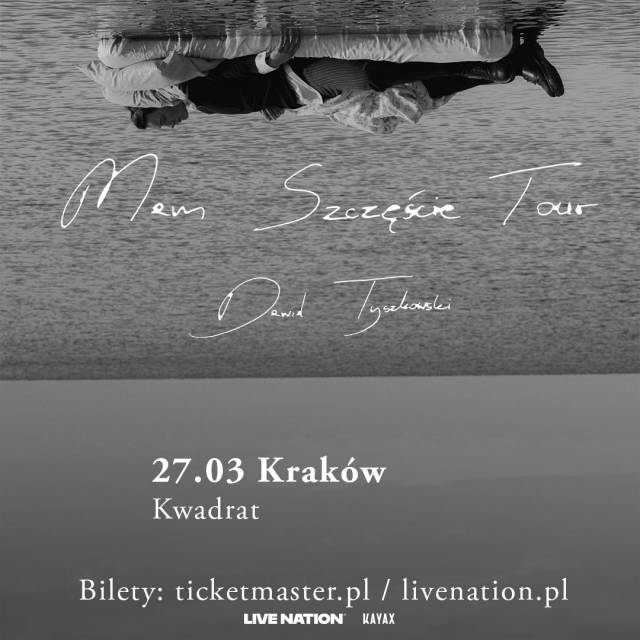 Mam Szczęście Tour
Dawid Tyszkowski
27.03 Kraków
Kwadrat
Bilety: ticketmaster.pl / livenation.pl
LIVE NATION KAYAX